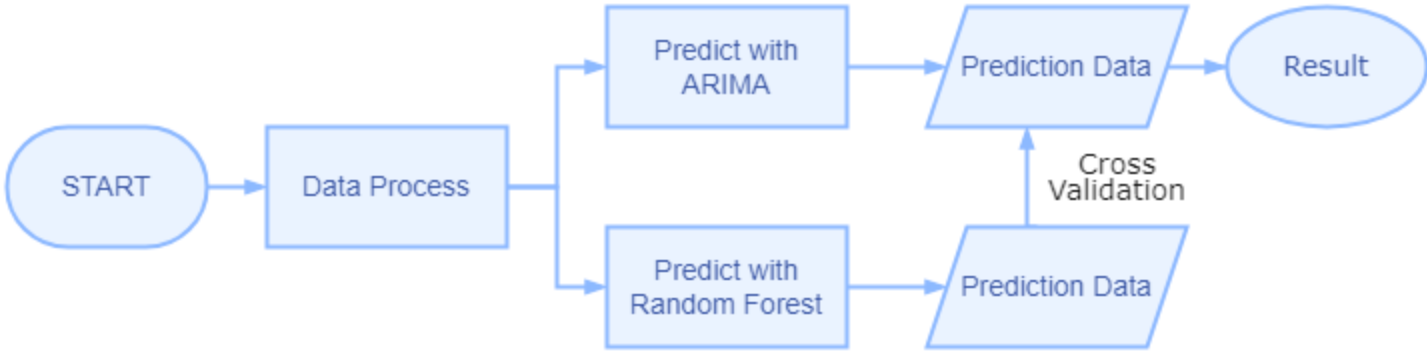 START
Data Process
Predict with
ARIMA
Prediction Data
Result
Cross
Validation
Predict with
Random Forest
Prediction Data